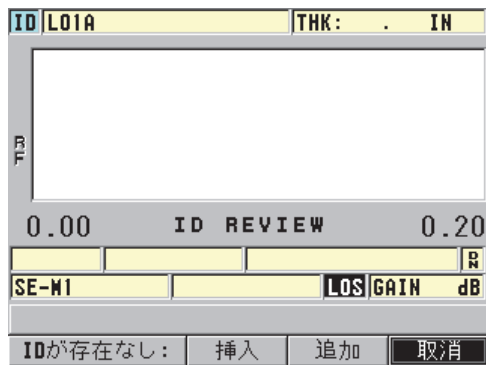 ID L01A THK: . IN
RF
0.00 ID REVIEW 0.20
DN
SE-M1 LOS GAIN dB
IDが存在なし: 挿入 追加 取消